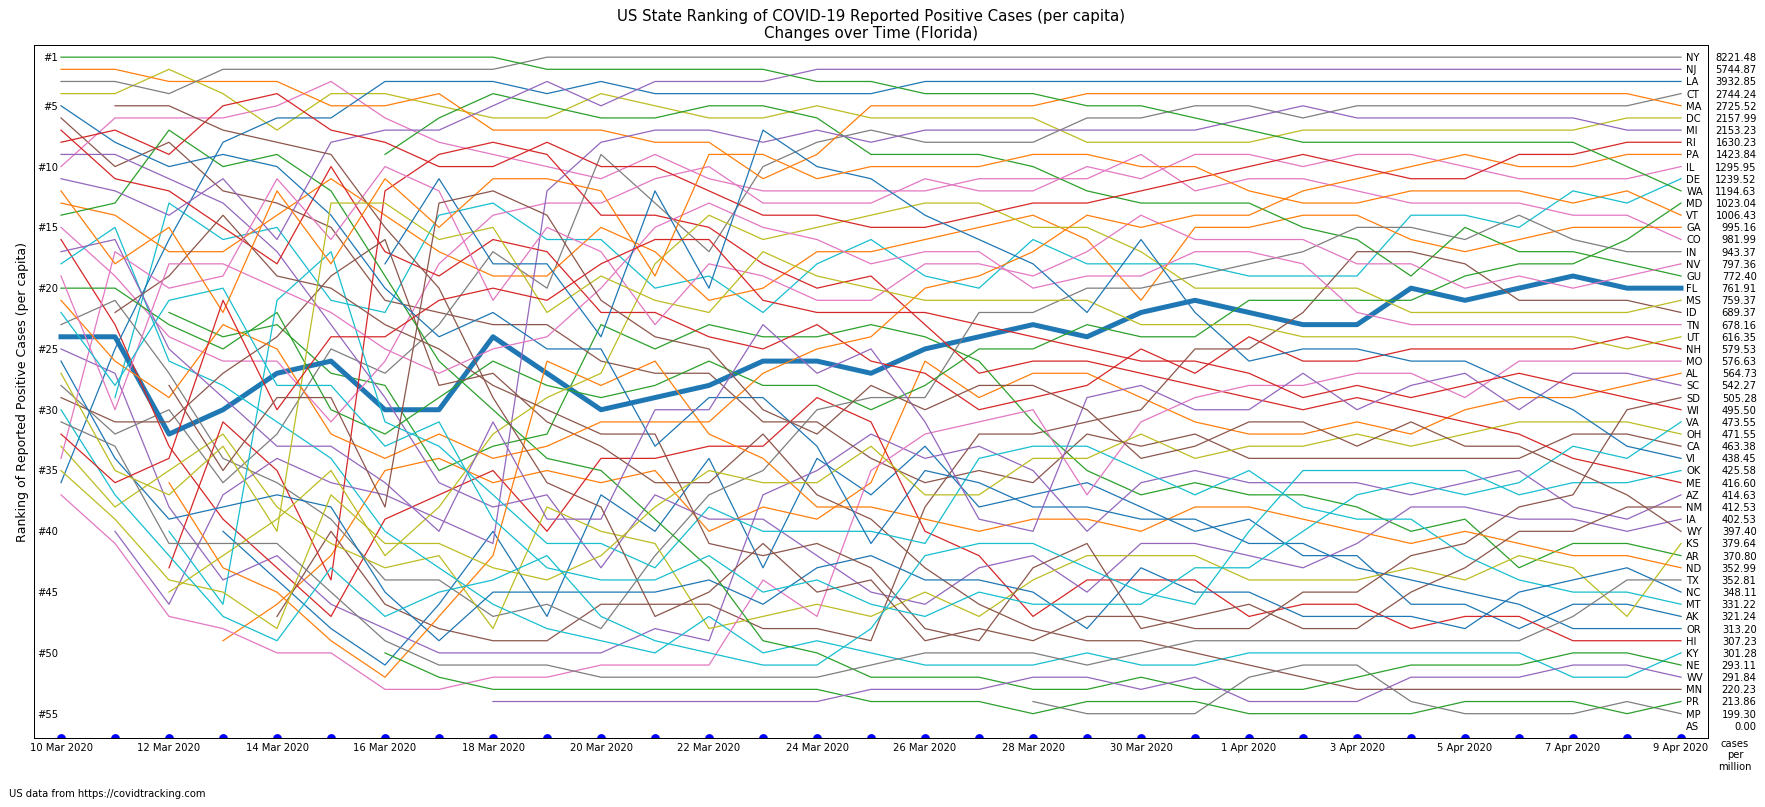 US State Ranking of COVID-19 Reported Positive Cases (per capita)
Changes over Time (Florida)
Ranking of Reported Positive Cases (per capita)
#1
#5
#10
#15
#20
#25
#30
#35
#40
#45
#50
#55
NY 8221.48
NJ 5744.87
LA 3932.85
CT 2744.24
MA 2725.52
DC 2157.99
MI 2153.23
RI 1630.23
PA 1423.84
IL 1295.95
DE 1239.52
WA 1194.63
MD 1023.04
VT 1006.43
GA 995.16
CO 981.99
IN 943.37
NV 797.36
GU 772.40
FL 761.91
MS 759.37
ID 689.37
TN 678.16
UT 616.35
NH 579.53
MO 576.63
AL 564.73
SC 542.27
SD 505.28
WI 495.50
VA 473.55
OH 471.55
CA 463.38
VI 438.45
OK 425.58
ME 416.60
AZ 414.63
NM 412.53
IA 402.53
WY 397.40
KS 379.64
AR 370.80
ND 352.99
TX 352.81
NC 348.11
MT 331.22
AK 321.24
OR 313.20
HI 307.23
KY 301.28
NE 293.11
WV 291.84
MN 220.23
PR 213.86
MP 199.30
AS 0.00
10 Mar 2020 12 Mar 2020 14 Mar 2020 16 Mar 2020 18 Mar 2020 20 Mar 2020 22 Mar 2020 24 Mar 2020 26 Mar 2020 28 Mar 2020 30 Mar 2020 1 Apr 2020 3 Apr 2020 5 Apr 2020 7 Apr 2020 9 Apr 2020
cases
per
million
US data from https://covidtracking.com